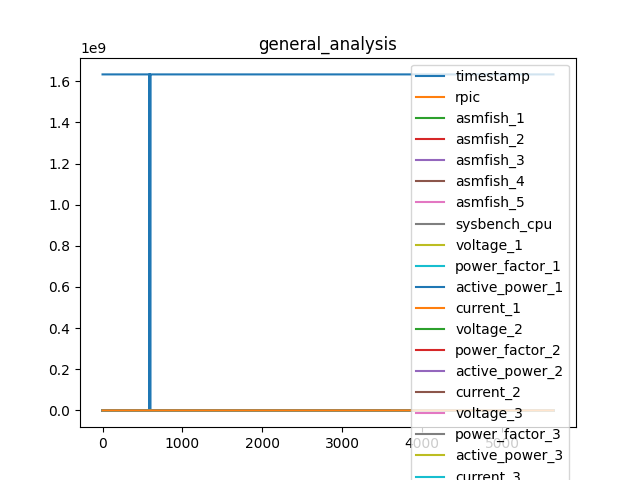 general_analysis
1e9
1.6
1.4
1.2
1.0
0.8
0.6
0.4
0.2
0.0
0
1000
2000
3000
4000
5000
timestamp
rpic
asmfish_1
asmfish_2
asmfish_3
asmfish_4
asmfish_5
sysbench_cpu
voltage_1
power_factor_1
active_power_1
current_1
voltage_2
power_factor_2
active_power_2
current_2
voltage_3
power_factor_3
active_power_3
current_3